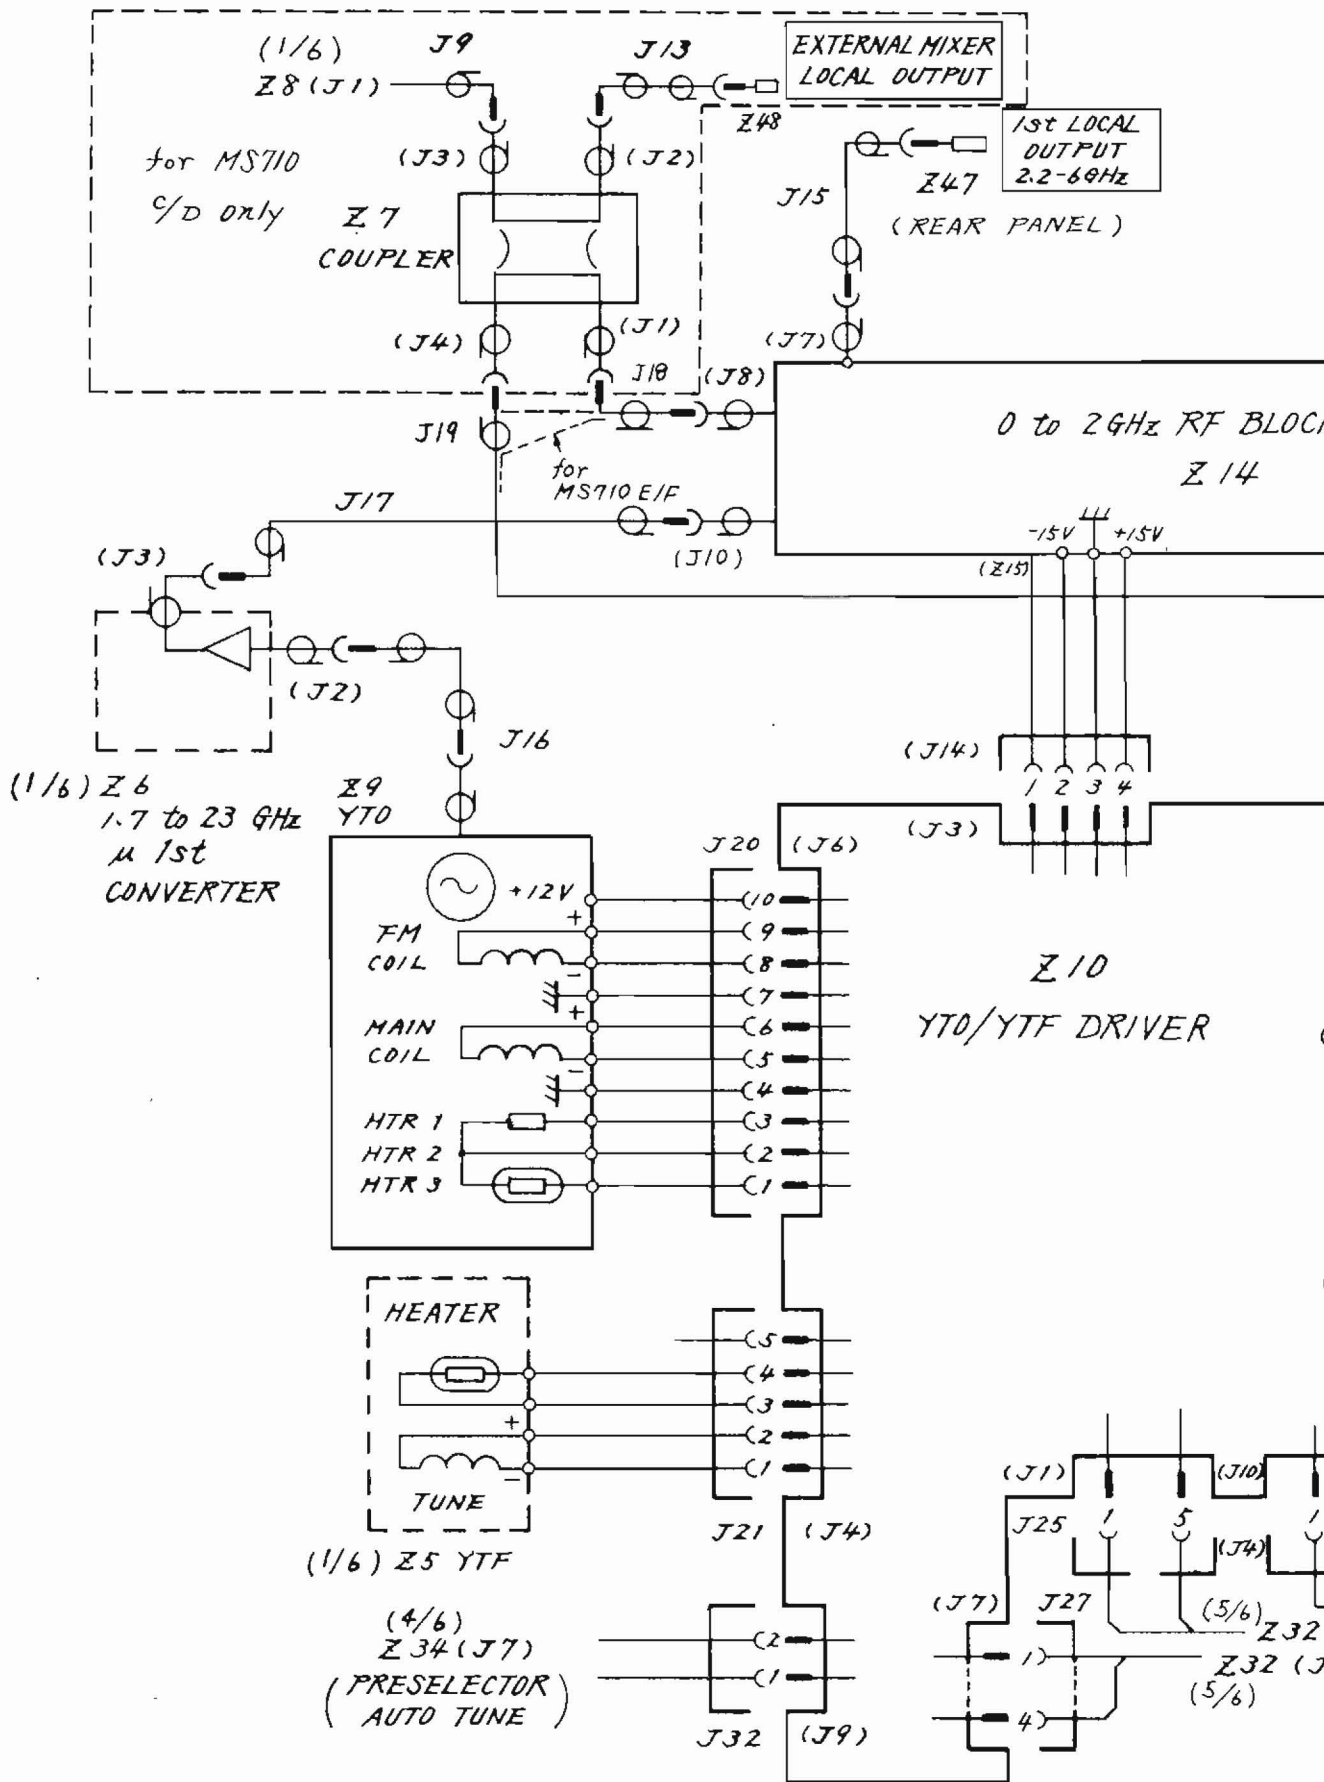 (1/6)
Z8 (J1)
J9
J13
EXTERNAL MIXER
LOCAL OUTPUT
Z48
for MS710
C/D only
(J3)
(J2)
1st LOCAL
OUTPUT
2.2-6GHz
Z47
J15
(REAR PANEL)
Z7
COUPLER
(J4)
(J1)
(J7)
J18
(J8)
J19
for
MS710 E/F
0 to 2GHz RF BLOC
Z14
J17
(J3)
(J10)
-15V
+15V
(Z15)
(J2)
J16
(1/6) Z6
1.7 to 23 GHz
μ 1st
CONVERTER
Z9
YTO
(J14)
1 2 3 4
(J3)
J20
(J6)
+12V
10
+
FM
COIL
9
8
-
7
+
MAIN
COIL
6
5
-
4
HTR 1
3
HTR 2
2
HTR 3
1
Z10
YTO/YTF DRIVER
HEATER
5
4
3
+
2
-
1
TUNE
J21
(J4)
(1/6) Z5 YTF
(J1)
(J10)
J25
1
5
1
(J4)
(4/6)
Z34 (J7)
(PRESELECTOR
AUTO TUNE)
2
1
J32
(J9)
(J7)
J27
1
4
(5/6)
Z32
Z32 (J
(5/6)